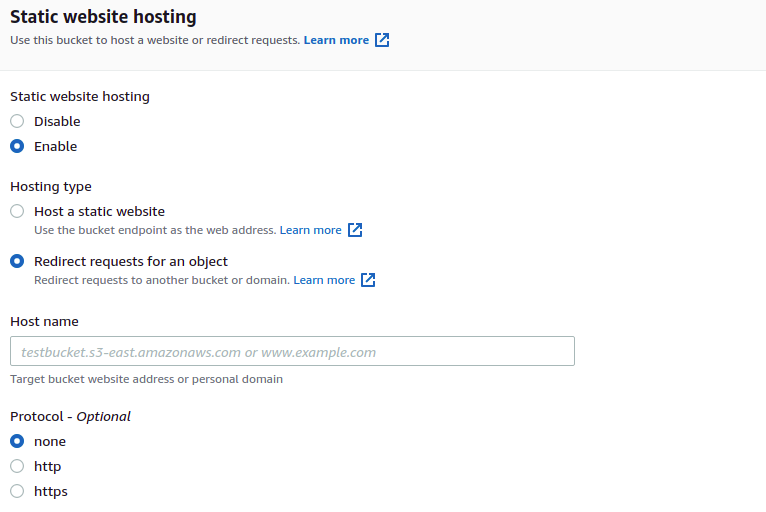 Static website hosting
Use this bucket to host a website or redirect requests. Learn more
Static website hosting
Disable
Enable
Hosting type
Host a static website
Use the bucket endpoint as the web address. Learn more
Redirect requests for an object
Redirect requests to another bucket or domain. Learn more
Host name
testbucket.s3-east.amazonaws.com or www.example.com
Target bucket website address or personal domain
Protocol - Optional
none
http
https